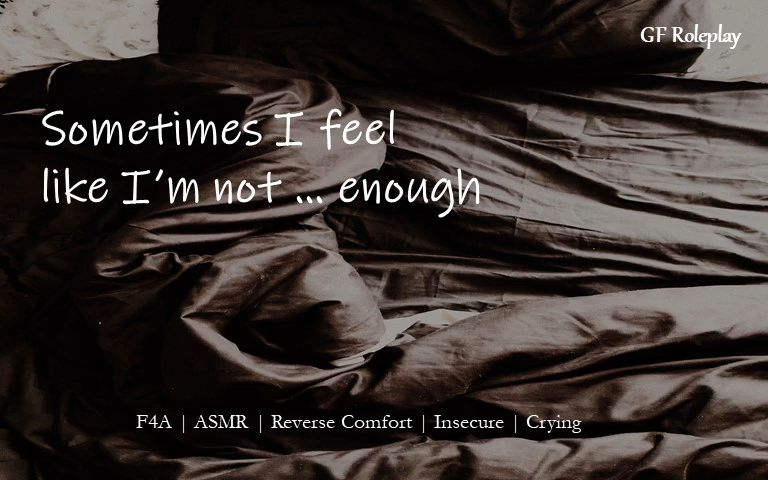 GF Roleplay
Sometimes I feel
like I'm not ... enough
F4A | ASMR | Reverse Comfort | Insecure | Crying